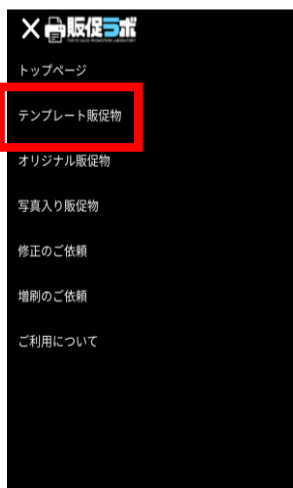 販促ラボ
トップページ
テンプレート販促物
オリジナル販促物
写真入り販促物
修正のご依頼
増刷のご依頼
ご利用について